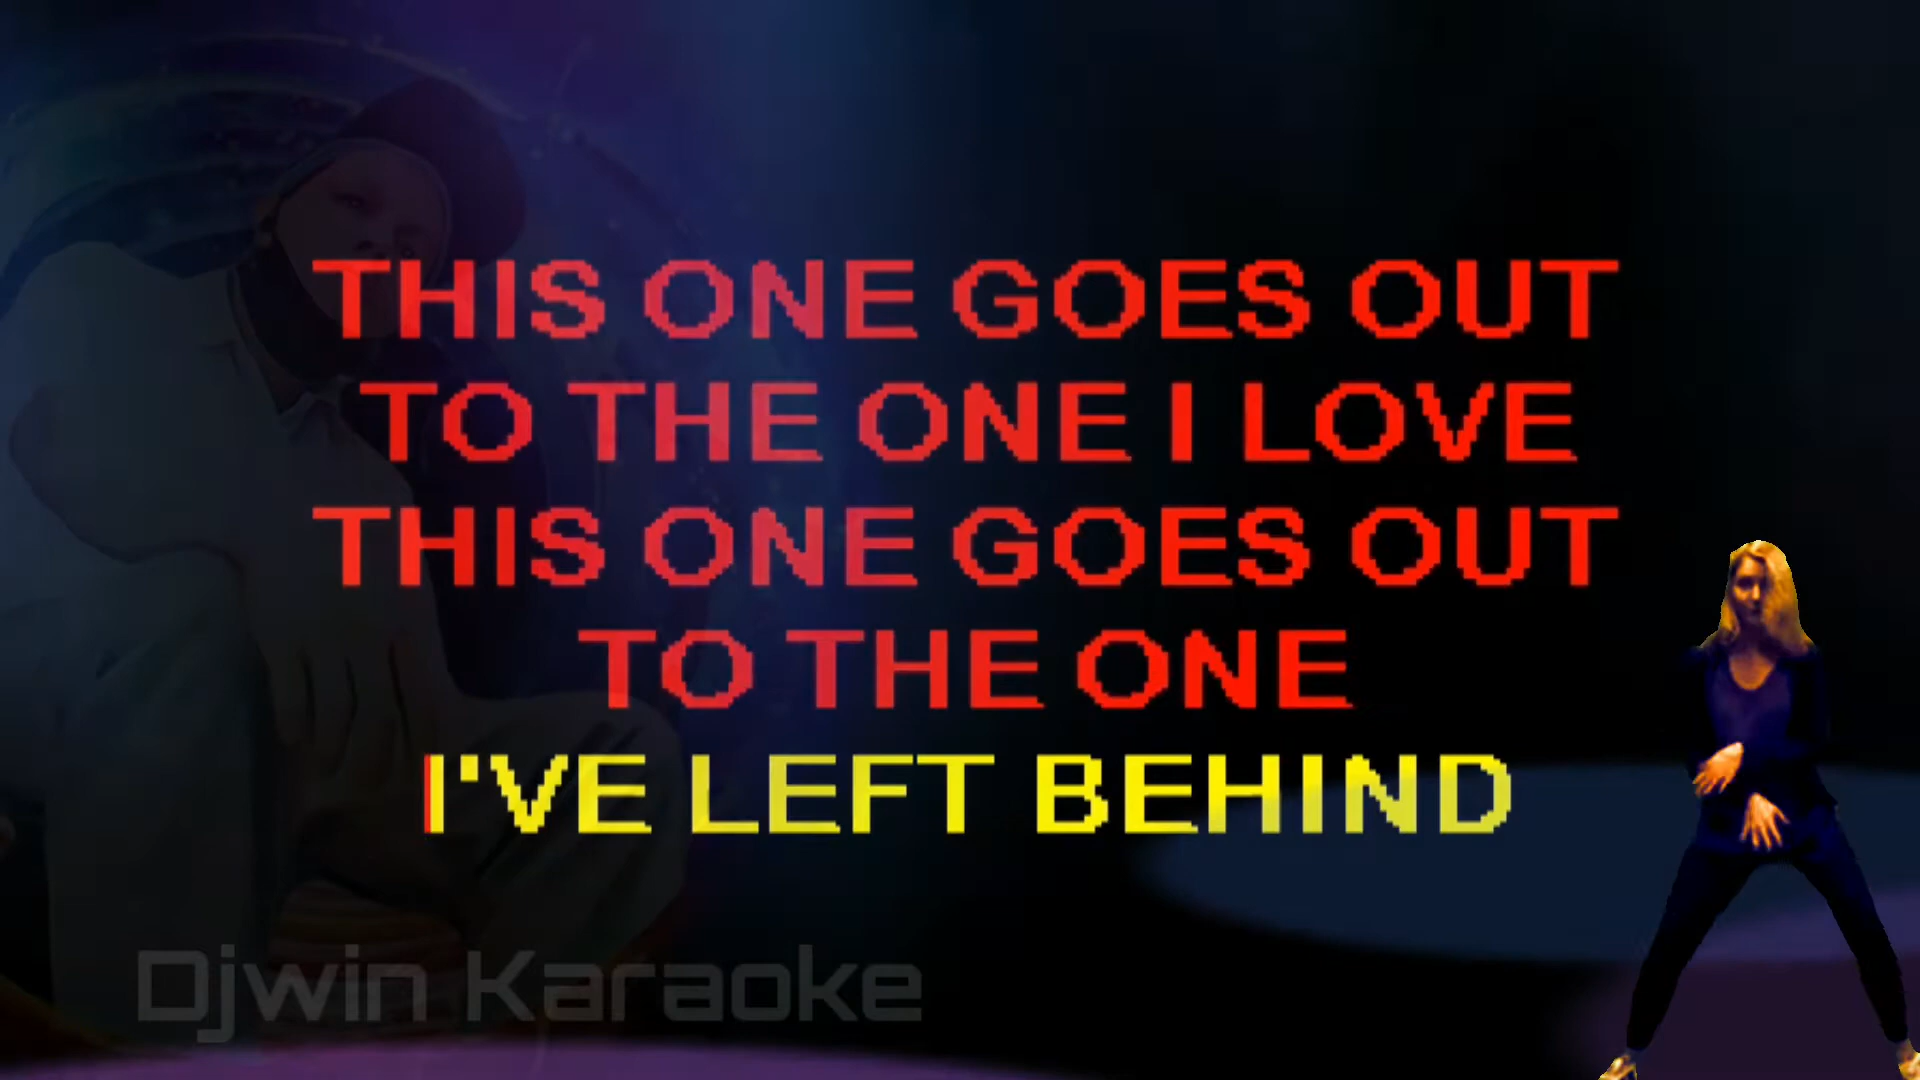 THIS ONE GOES OUT
TO THE ONE I LOVE
THIS ONE GOES OUT
TO THE ONE
I'VE LEFT BEHIND
Djwin Karaoke